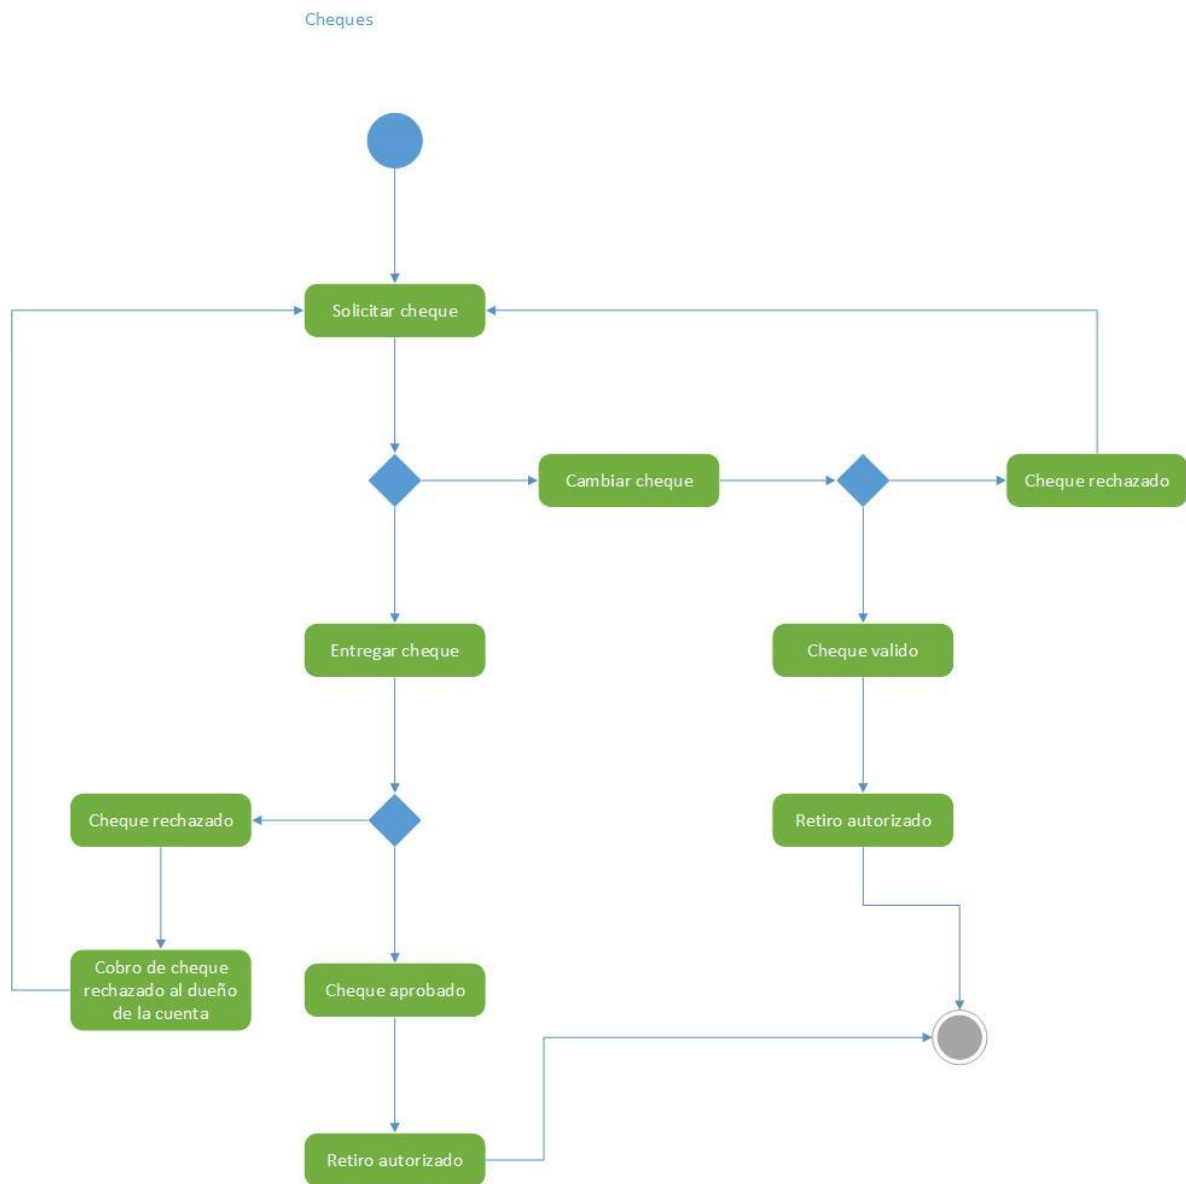 Cheques
Solicitar cheque
Cambiar cheque
Cheque rechazado
Entregar cheque
Cheque valido
Cheque rechazado
Retiro autorizado
Cobro de cheque
rechazado al dueño
de la cuenta
Cheque aprobado
Retiro autorizado